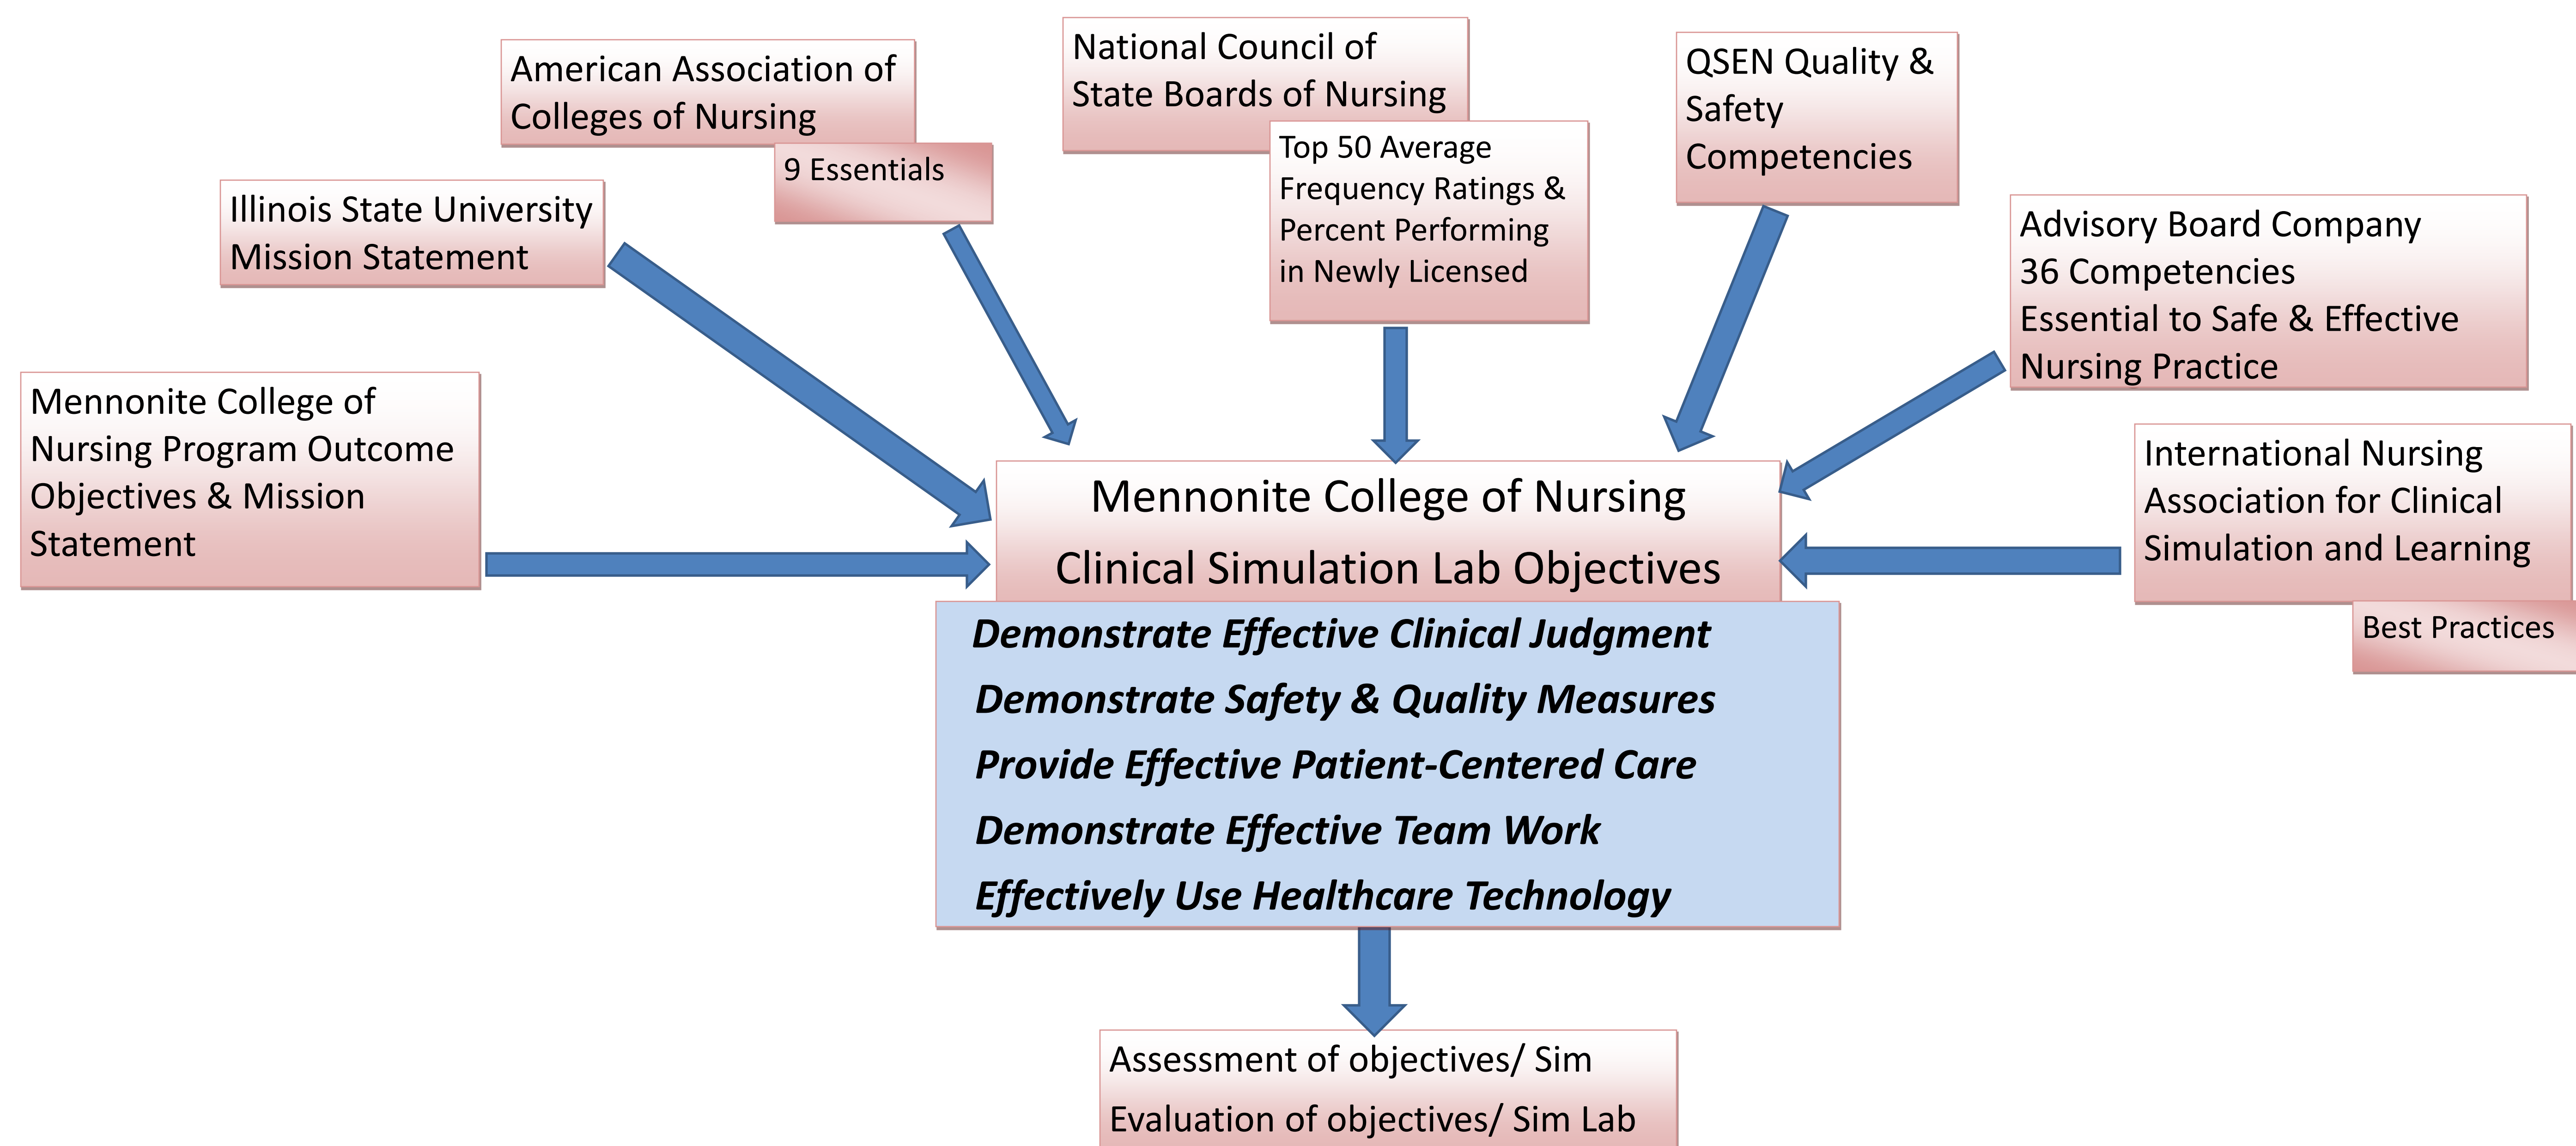 American Association of
Colleges of Nursing
9 Essentials
National Council of
State Boards of Nursing
Top 50 Average
Frequency Ratings &
Percent Performing
in Newly Licensed
QSEN Quality &
Safety
Competencies
Illinois State University
Mission Statement
Advisory Board Company
36 Competencies
Essential to Safe & Effective
Nursing Practice
Mennonite College of
Nursing Program Outcome
Objectives & Mission
Statement
International Nursing
Association for Clinical
Simulation and Learning
Best Practices
Mennonite College of Nursing
Clinical Simulation Lab Objectives
Demonstrate Effective Clinical Judgment
Demonstrate Safety & Quality Measures
Provide Effective Patient-Centered Care
Demonstrate Effective Team Work
Effectively Use Healthcare Technology
Assessment of objectives/ Sim
Evaluation of objectives/ Sim Lab